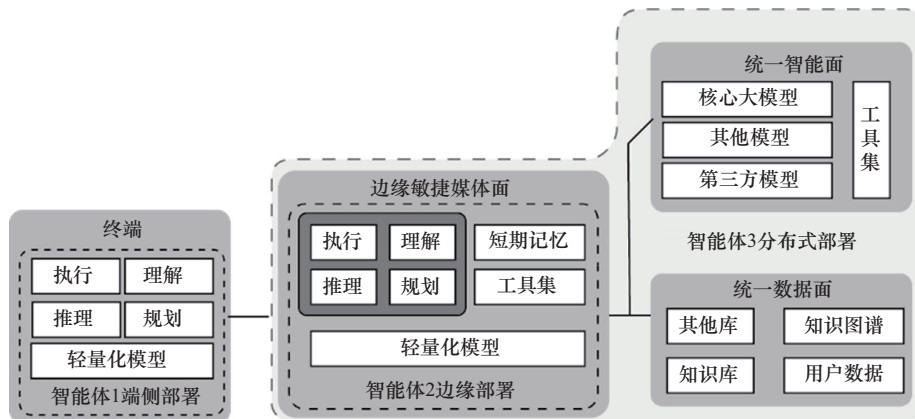 终端
执行
理解
推理
规划
轻量化模型
智能体1端侧部署
边缘敏捷媒体面
执行
理解
短期记忆
推理
规划
工具集
轻量化模型
智能体2边缘部署
统一智能面
核心大模型
其他模型
第三方模型
工具集
智能体3分布式部署
统一数据面
其他库
知识图谱
知识库
用户数据